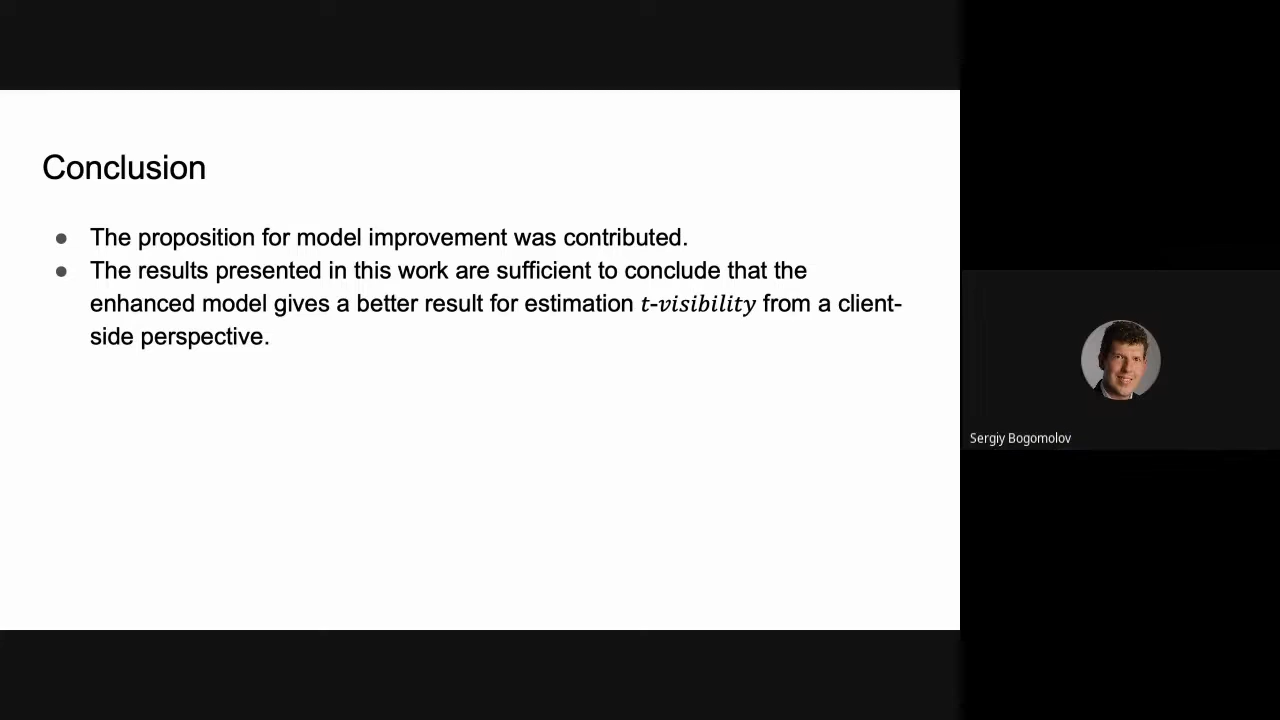 Conclusion
● The proposition for model improvement was contributed.
● The results presented in this work are sufficient to conclude that the
enhanced model gives a better result for estimation t-visibility from a client-
side perspective.
Sergiy Bogomolov